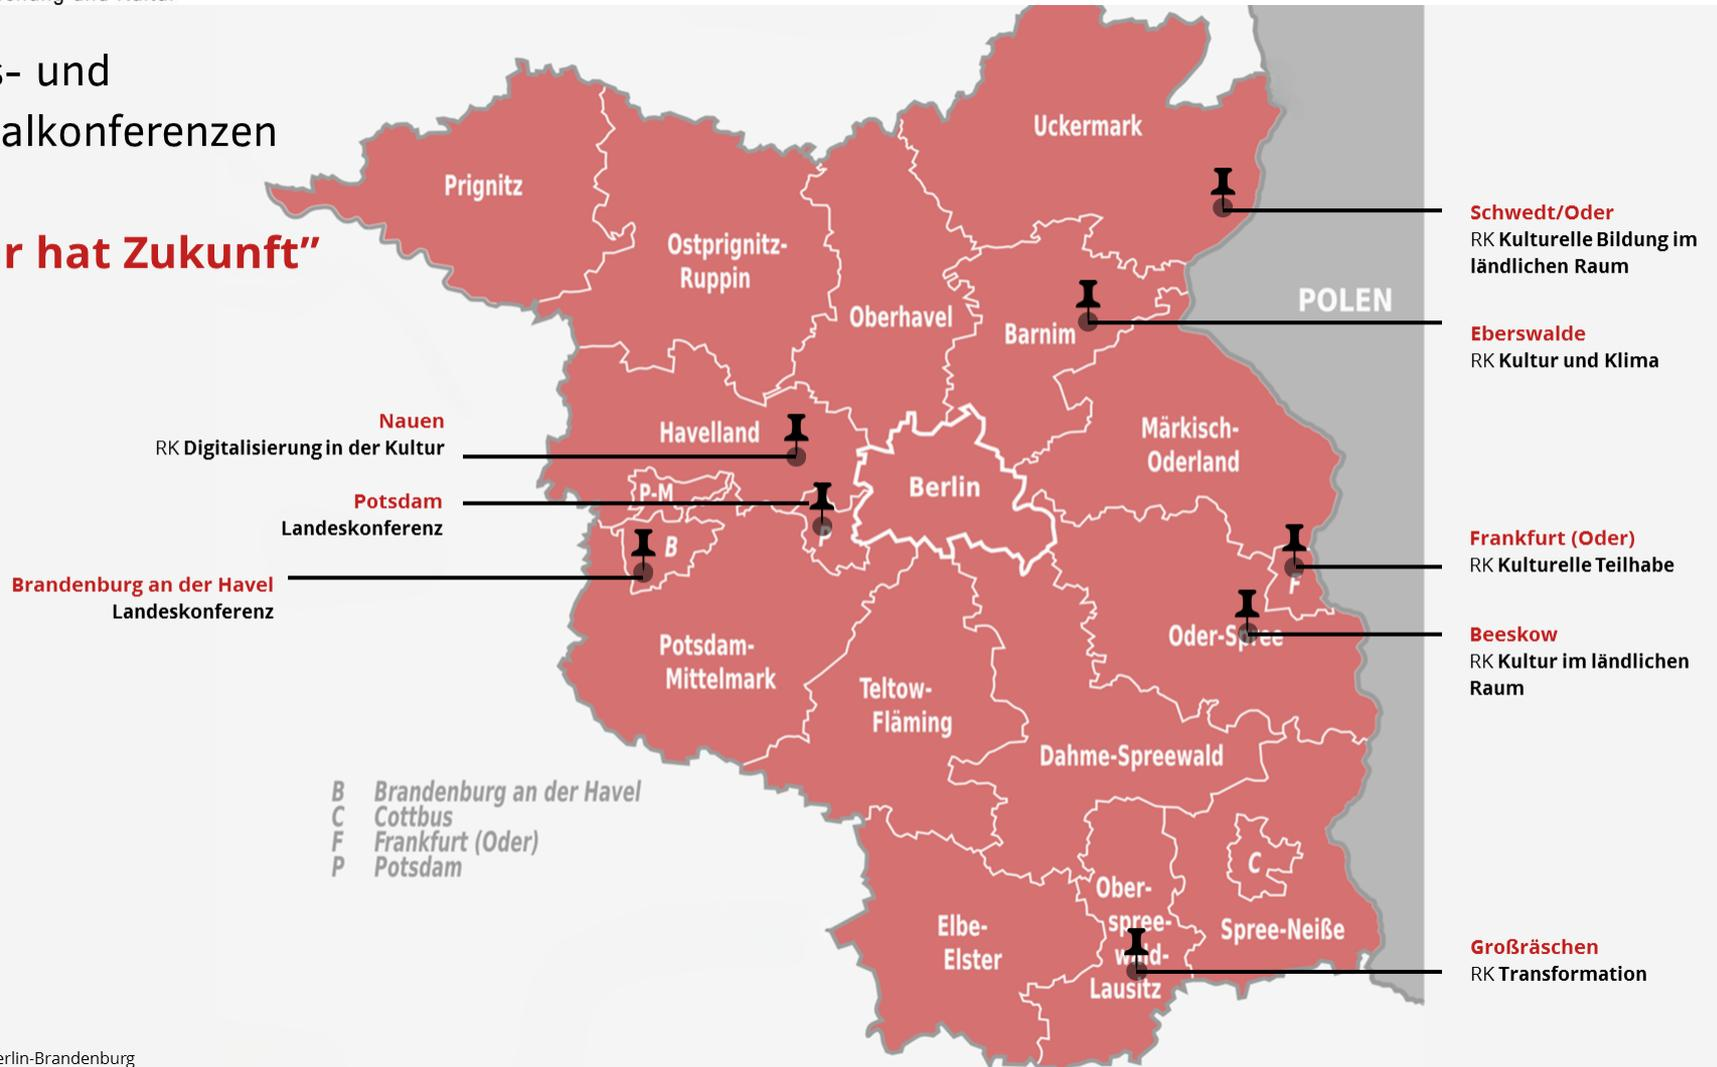 s- und
alkonferenzen
r hat Zukunft”
Prignitz
Ostprignitz-
Ruppin
Uckermark
Oberhavel
Barnim
POLEN
Havelland
Märkisch-
Oderland
Berlin
P-M
B
P
F
Potsdam-
Mittelmark
Teltow-
Fläming
Oder-Spree
Dahme-Spreewald
Elbe-
Elster
Ober-
spree-
wald-
Lausitz
C
Spree-Neiße
Nauen
RK Digitalisierung in der Kultur
Potsdam
Landeskonferenz
Brandenburg an der Havel
Landeskonferenz
Schwedt/Oder
RK Kulturelle Bildung im
ländlichen Raum
Eberswalde
RK Kultur und Klima
Frankfurt (Oder)
RK Kulturelle Teilhabe
Beeskow
RK Kultur im ländlichen
Raum
Großräschen
RK Transformation
B Brandenburg an der Havel
C Cottbus
F Frankfurt (Oder)
P Potsdam
erlin-Brandenburg